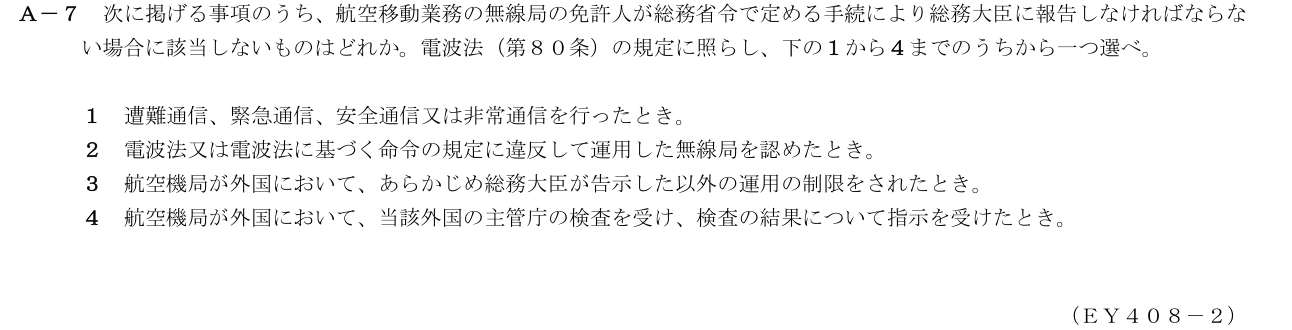 A－7　次に掲げる事項のうち、航空移動業務の無線局の免許人が総務省令で定める手続により総務大臣に報告しなければならな
い場合に該当しないものはどれか。電波法（第８０条）の規定に照らし、下の1から4までのうちから一つ選べ。
1　遭難通信、緊急通信、安全通信又は非常通信を行ったとき。
2　電波法又は電波法に基づく命令の規定に違反して運用した無線局を認めたとき。
3　航空機局が外国において、あらかじめ総務大臣が告示した以外の運用の制限をされたとき。
4　航空機局が外国において、当該外国の主管庁の検査を受け、検査の結果について指示を受けたとき。
（ＥＹ４０８－２）